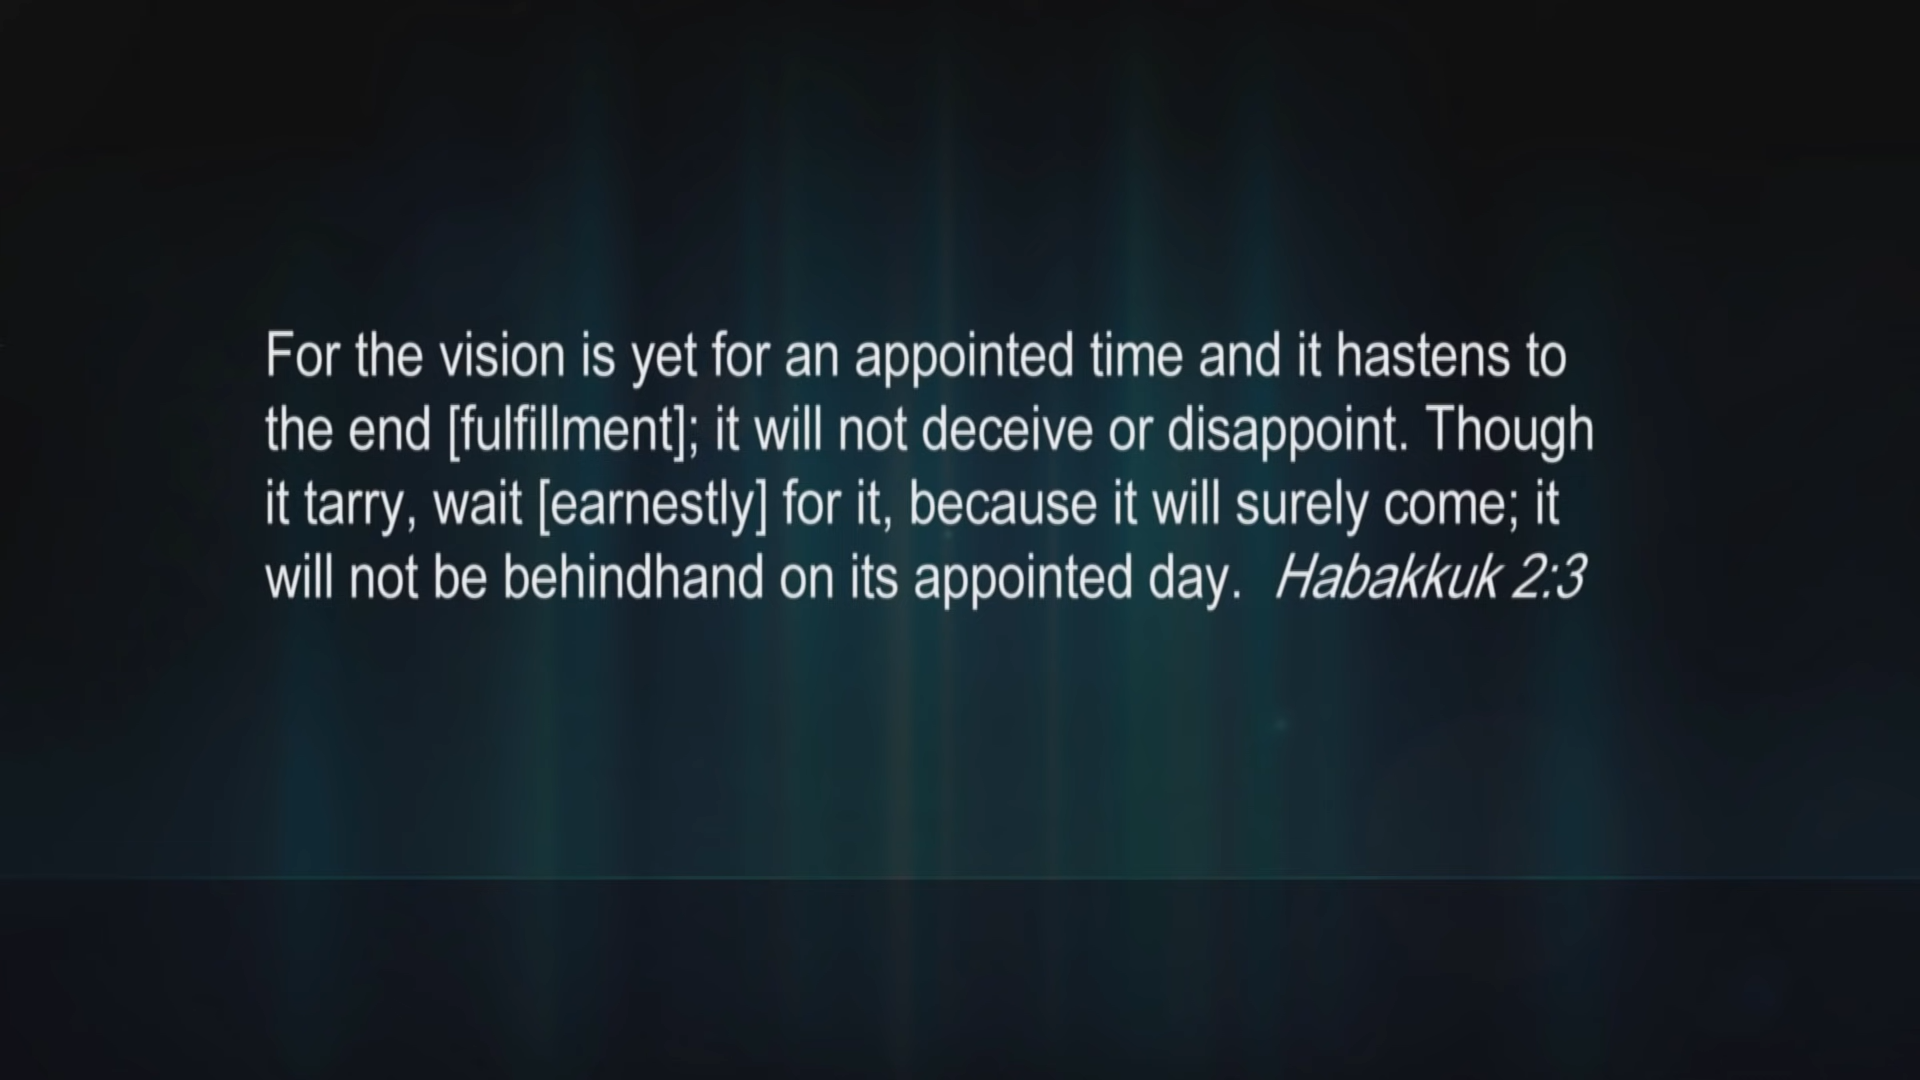 For the vision is yet for an appointed time and it hastens to
the end [fulfillment]; it will not deceive or disappoint. Though
it tarry, wait [earnestly] for it, because it will surely come; it
will not be behindhand on its appointed day. Habakkuk 2:3